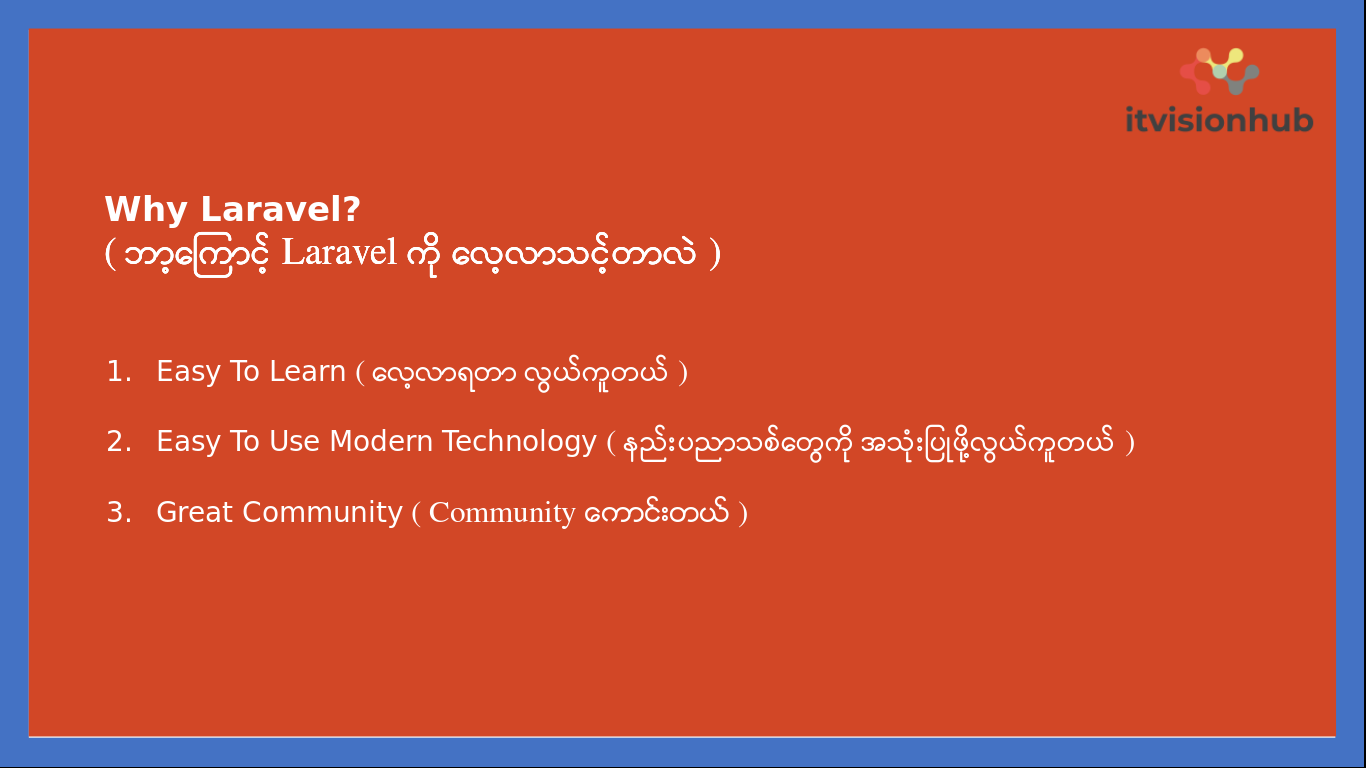 itvisionhub
Why Laravel?
( ဘာ့ကြောင့် Laravel ကို လေ့လာသင့်တာလဲ )
1. Easy To Learn ( လေ့လာရတာ လွယ်ကူတယ် )
2. Easy To Use Modern Technology ( နည်းပညာသစ်တွေကို အသုံးပြုဖို့လွယ်ကူတယ် )
3. Great Community ( Community ကောင်းတယ် )